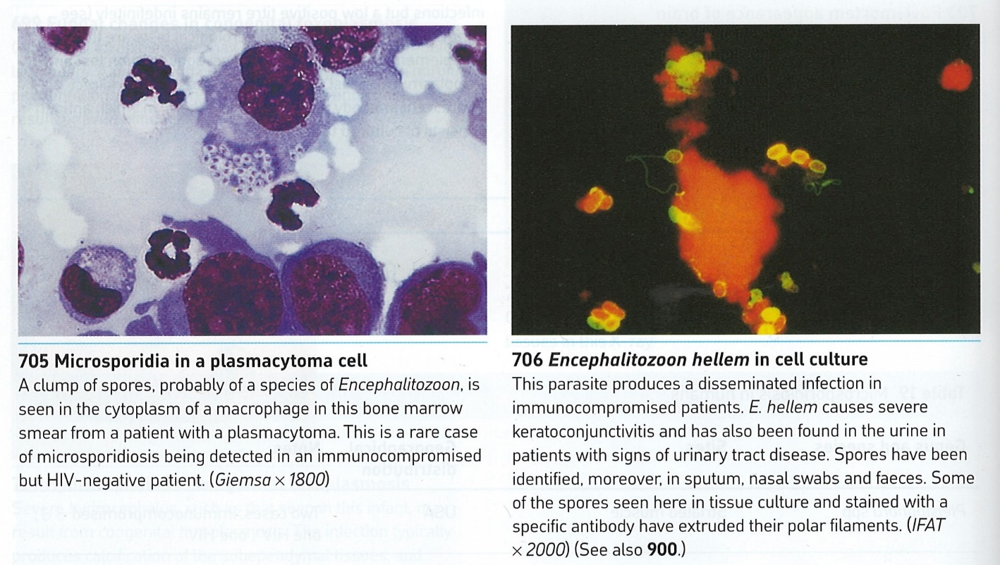 705 Microsporidia in a plasmacytoma cell
A clump of spores, probably of a species of Encephalitozoon, is
seen in the cytoplasm of a macrophage in this bone marrow
smear from a patient with a plasmacytoma. This is a rare case
of microsporidiosis being detected in an immunocompromised
but HIV-negative patient. (Giemsa × 1800)
706 Encephalitozoon hellem in cell culture
This parasite produces a disseminated infection in
immunocompromised patients. E. hellem causes severe
keratoconjunctivitis and has also been found in the urine in
patients with signs of urinary tract disease. Spores have been
identified, moreover, in sputum, nasal swabs and faeces. Some
of the spores seen here in tissue culture and stained with a
specific antibody have extruded their polar filaments. (IFAT
× 2000) (See also 900.)